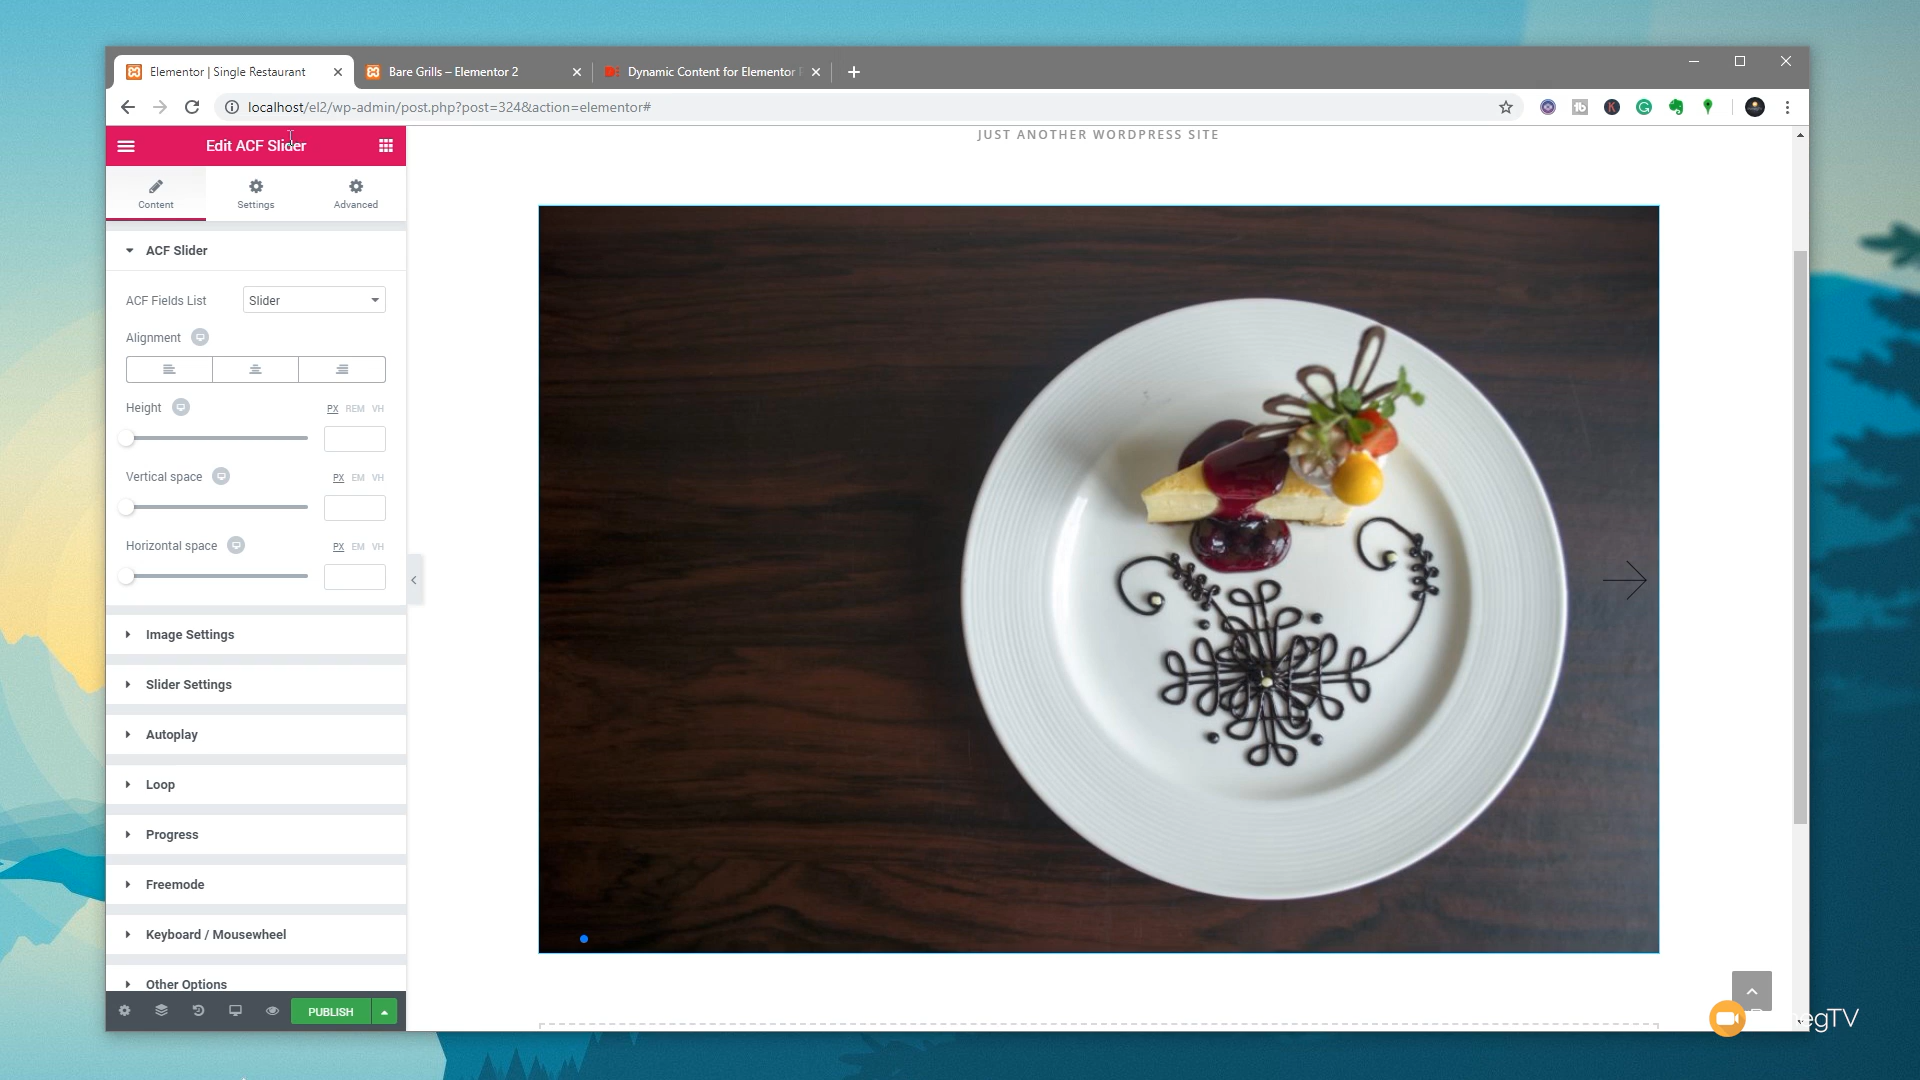 Elementor | Single Restaurant
Bare Grills – Elementor 2
Dynamic Content for Elementor
localhost/el2/wp-admin/post.php?post=324&action=elementor#
Edit ACF Slider
Content
Settings
Advanced
ACF Slider
ACF Fields List
Slider
Alignment
Height
PX REM VH
Vertical space
PX EM VH
Horizontal space
PX EM VH
Image Settings
Slider Settings
Autoplay
Loop
Progress
Freemode
Keyboard / Mousewheel
Other Options
PUBLISH
JUST ANOTHER WORDPRESS SITE